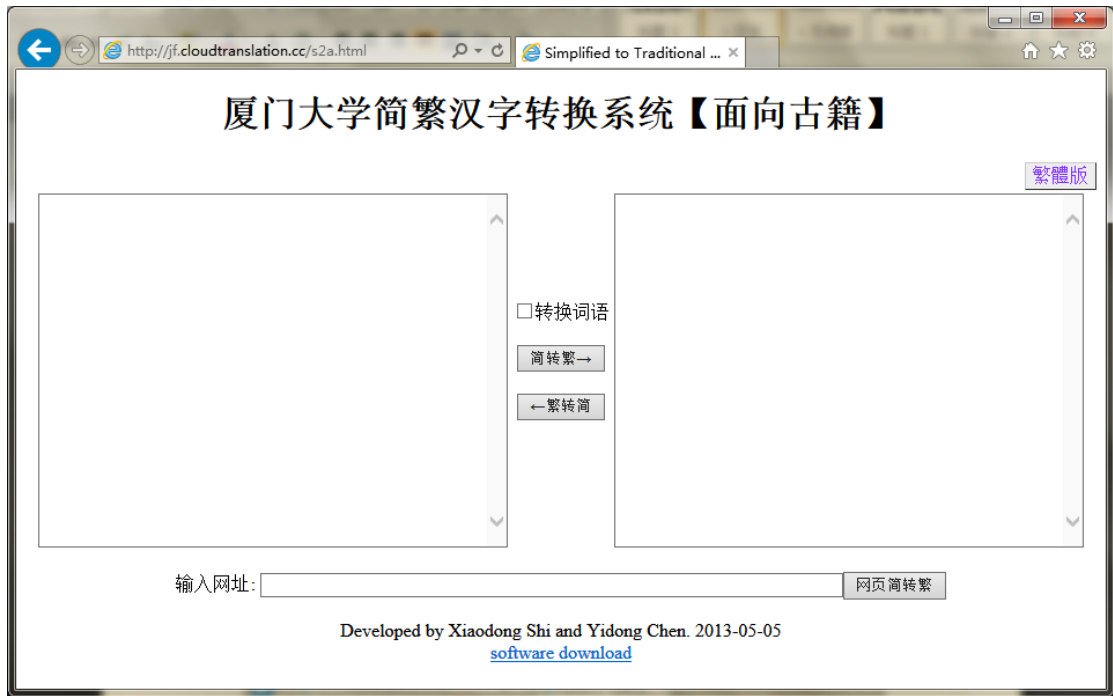 http://jf.cloudtranslation.cc/s2a.html
Simplified to Traditional ...
厦门大学简繁汉字转换系统【面向古籍】
繁體版
转换词语
简转繁→
←繁转简
输入网址:
网页简转繁
Developed by Xiaodong Shi and Yidong Chen. 2013-05-05
software download